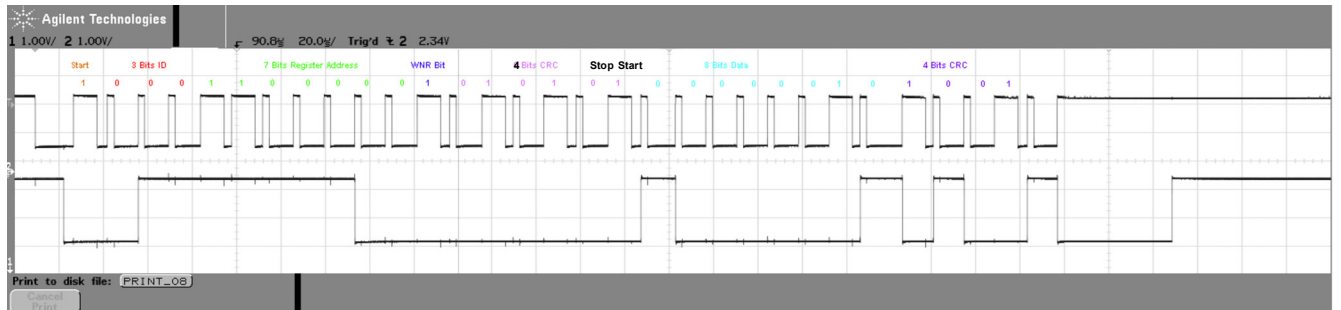 Agilent Technologies
1 1.00V/ 2 1.00V/ 90.8 20.0 Trig'd 2 2.34V
Start 3 Bits ID 7 Bits Register Address WNR Bit 4 Bits CRC Stop Start 8 Bits Data 4 Bits CRC
1 0 0 0 1 1 0 0 0 0 0 1 0 1 0 1 0 1 0 0 0 0 0 0 1 0 1 0 0 1
Print to disk file: PRINT_08
Cancel
Print